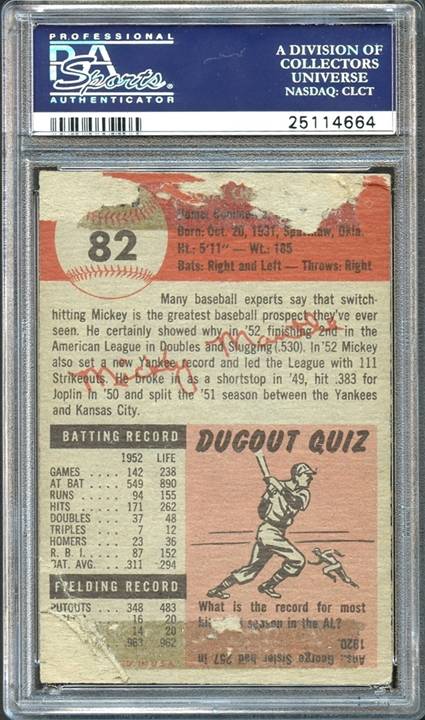 PROFESSIONAL
PSA
Sports
AUTHENTICATOR
A DIVISION OF
COLLECTORS
UNIVERSE
NASDAQ: CLCT
25114664
82
Home:
Born: Oct. 20, 1931, Okla.
Ht.: 5'11" — Wt.: 185
Bats: Right and Left — Throws: Right
Many baseball experts say that switch-
hitting Mickey is the greatest baseball prospect they've
ever seen. He certainly showed why in '52 finishing 2nd in the
American League in Doubles and Slugging (.530). In '52 Mickey
also set a new Yankee record and led the League with 111
Strikeouts. He broke in as a shortstop in '49, hit .383 for
Joplin in '50 and split the '51 season between the Yankees
and Kansas City.
Mickey Mantle
BATTING RECORD
1952 LIFE
GAMES .... 142 238
AT BAT .... 549 890
RUNS .... 94 155
HITS .... 171 262
DOUBLES .. 37 48
TRIPLES ... 7 12
HOMERS .. 23 36
R. B. I. .... 87 152
BAT. AVG. .311 .294
FIELDING RECORD
PUTOUTS .... 348 483
16 20
14 20
.963 .962
DUGOUT QUIZ
What is the record for most
hits season in the AL?
Ans.: George Sisler had 257 in
1920.